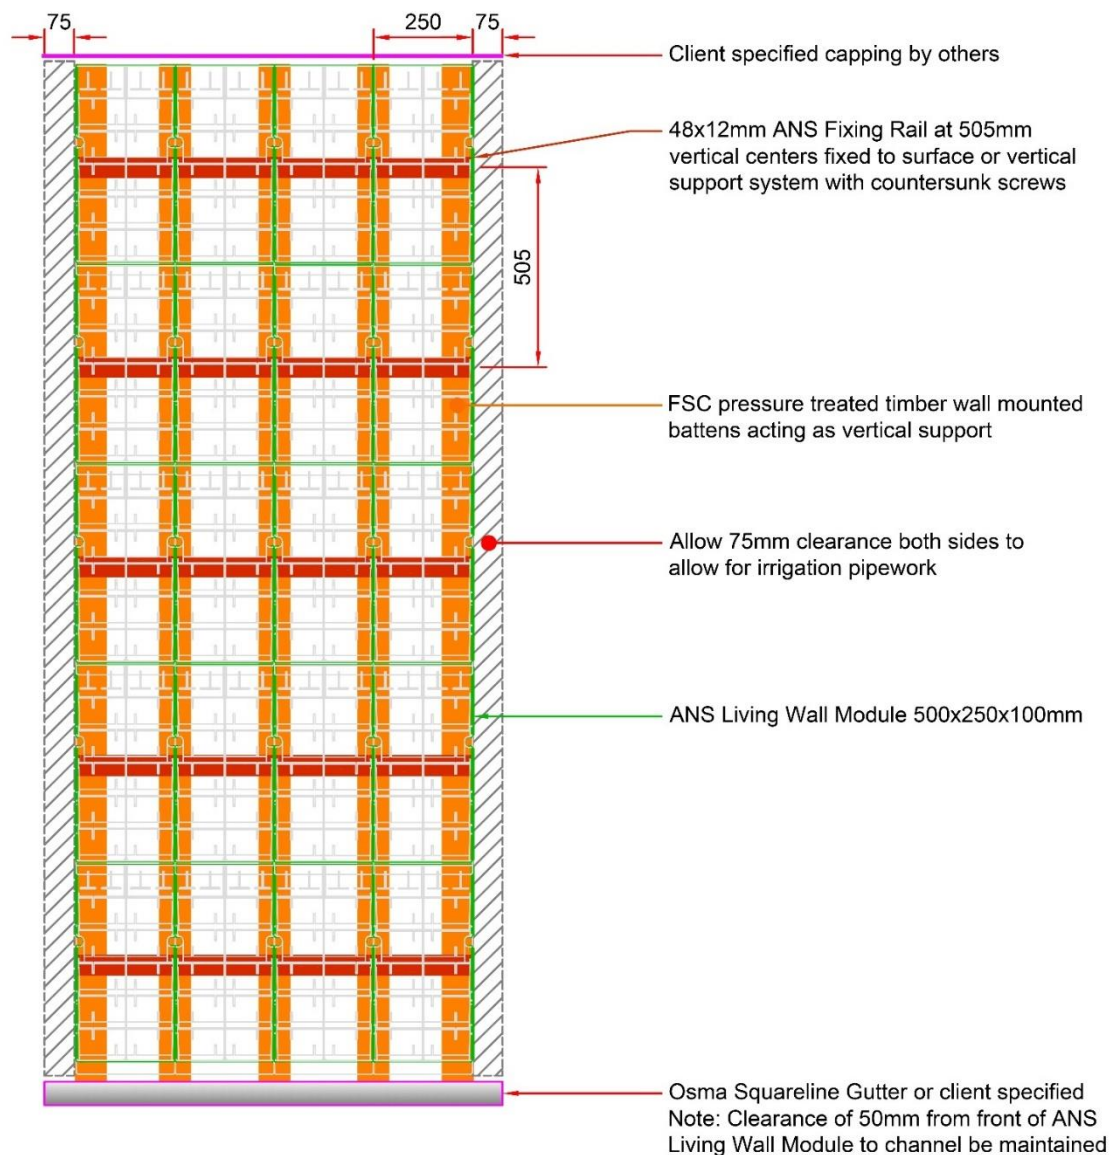 75
250
75
Client specified capping by others
48x12mm ANS Fixing Rail at 505mm
vertical centers fixed to surface or vertical
support system with countersunk screws
505
FSC pressure treated timber wall mounted
battens acting as vertical support
Allow 75mm clearance both sides to
allow for irrigation pipework
ANS Living Wall Module 500x250x100mm
Osma Squareline Gutter or client specified
Note: Clearance of 50mm from front of ANS
Living Wall Module to channel be maintained